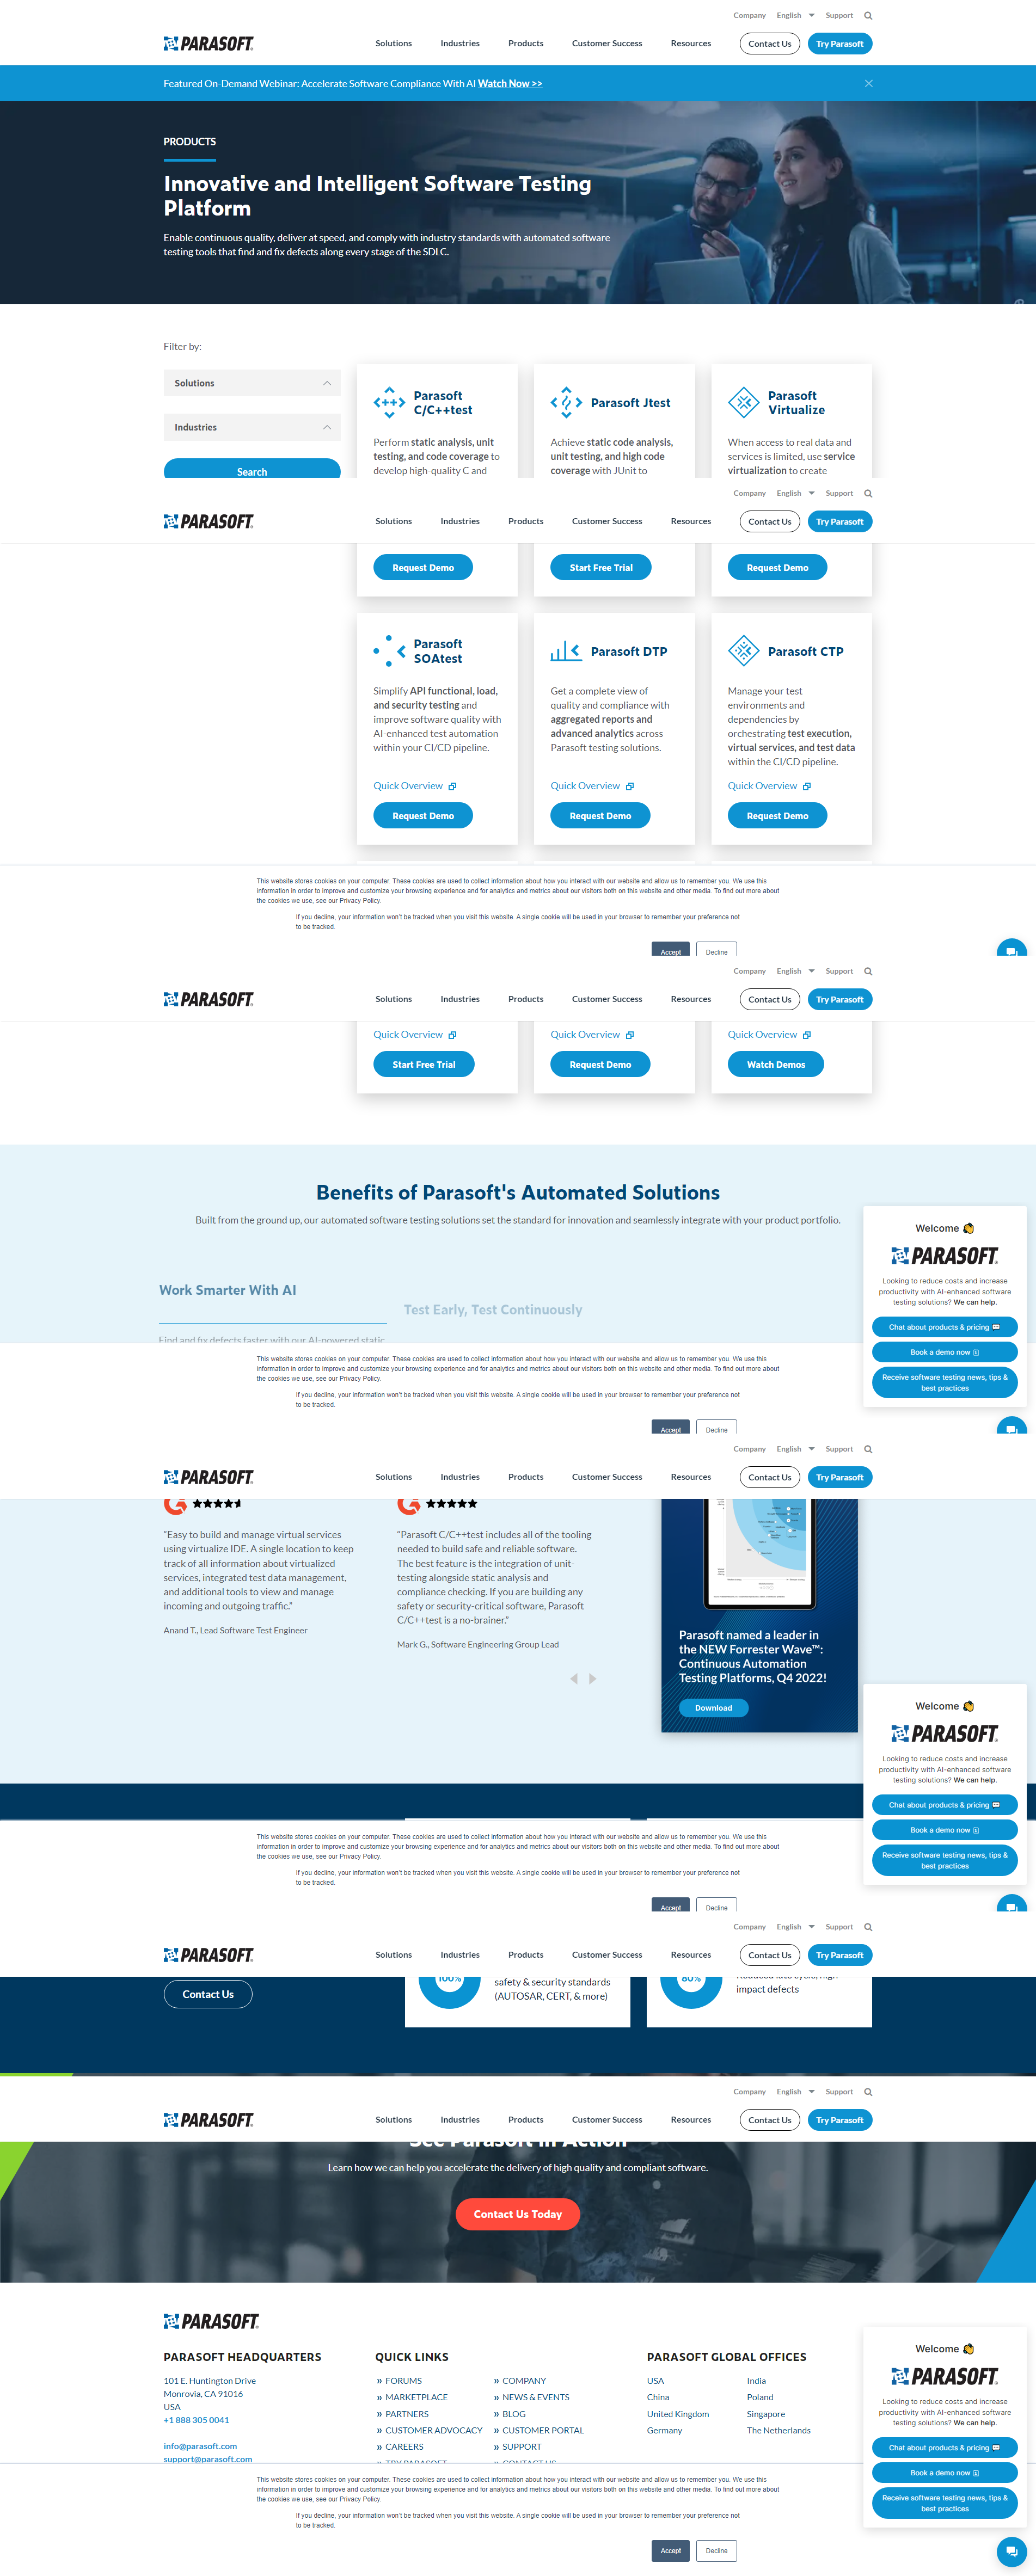 Company English Support
PARASOFT
Solutions Industries Products Customer Success Resources Contact Us Try Parasoft
Featured On-Demand Webinar: Accelerate Software Compliance With AI Watch Now >>
PRODUCTS
Innovative and Intelligent Software Testing
Platform
Enable continuous quality, deliver at speed, and comply with industry standards with automated software
testing tools that find and fix defects along every stage of the SDLC.
Filter by:
Solutions
Industries
Search
Parasoft
C/C++test
Perform static analysis, unit
testing, and code coverage to
develop high-quality C and
Parasoft Jtest
Achieve static code analysis,
unit testing, and high code
coverage with JUnit to
Parasoft
Virtualize
When access to real data and
services is limited, use service
virtualization to create
Company English Support
PARASOFT
Solutions Industries Products Customer Success Resources Contact Us Try Parasoft
Request Demo
Start Free Trial
Request Demo
Parasoft
SOAtest
Simplify API functional, load,
and security testing and
improve software quality with
AI-enhanced test automation
within your CI/CD pipeline.
Quick Overview
Request Demo
Parasoft DTP
Get a complete view of
quality and compliance with
aggregated reports and
advanced analytics across
Parasoft testing solutions.
Quick Overview
Request Demo
Parasoft CTP
Manage your test
environments and
dependencies by
orchestrating test execution,
virtual services, and test data
within the CI/CD pipeline.
Quick Overview
Request Demo
This website stores cookies on your computer. These cookies are used to collect information about how you interact with our website and allow us to remember you. We use this
information in order to improve and customize your browsing experience and for analytics and metrics about our visitors both on this website and other media. To find out more about
the cookies we use, see our Privacy Policy.
If you decline, your information won't be tracked when you visit this website. A single cookie will be used in your browser to remember your preference not
to be tracked.
Accept Decline
Company English Support
PARASOFT
Solutions Industries Products Customer Success Resources Contact Us Try Parasoft
Quick Overview Quick Overview Quick Overview
Start Free Trial Request Demo Watch Demos
Benefits of Parasoft's Automated Solutions
Built from the ground up, our automated software testing solutions set the standard for innovation and seamlessly integrate with your product portfolio.
Work Smarter With AI
Test Early, Test Continuously
Find and fix defects faster with our AI-powered static
Welcome
PARASOFT
Looking to reduce costs and increase
productivity with AI-enhanced software
testing solutions? We can help.
Chat about products & pricing
Book a demo now
Receive software testing news, tips &
best practices
This website stores cookies on your computer. These cookies are used to collect information about how you interact with our website and allow us to remember you. We use this
information in order to improve and customize your browsing experience and for analytics and metrics about our visitors both on this website and other media. To find out more about
the cookies we use, see our Privacy Policy.
If you decline, your information won't be tracked when you visit this website. A single cookie will be used in your browser to remember your preference not
to be tracked.
Accept Decline
Company English Support
PARASOFT
Solutions Industries Products Customer Success Resources Contact Us Try Parasoft
"Easy to build and manage virtual services
using virtualize IDE. A single location to keep
track of all information about virtualized
services, integrated test data management,
and additional tools to view and manage
incoming and outgoing traffic."
Anand T., Lead Software Test Engineer
"Parasoft C/C++test includes all of the tooling
needed to build safe and reliable software.
The best feature is the integration of unit-
testing alongside static analysis and
compliance checking. If you are building any
safety or security-critical software, Parasoft
C/C++test is a no-brainer."
Mark G., Software Engineering Group Lead
Parasoft named a leader in
the NEW Forrester Wave™:
Continuous Automation
Testing Platforms, Q4 2022!
Download
Welcome
PARASOFT
Looking to reduce costs and increase
productivity with AI-enhanced software
testing solutions? We can help.
Chat about products & pricing
Book a demo now
Receive software testing news, tips &
best practices
This website stores cookies on your computer. These cookies are used to collect information about how you interact with our website and allow us to remember you. We use this
information in order to improve and customize your browsing experience and for analytics and metrics about our visitors both on this website and other media. To find out more about
the cookies we use, see our Privacy Policy.
If you decline, your information won't be tracked when you visit this website. A single cookie will be used in your browser to remember your preference not
to be tracked.
Accept Decline
Company English Support
PARASOFT
Solutions Industries Products Customer Success Resources Contact Us Try Parasoft
Contact Us
100%
safety & security standards
(AUTOSAR, CERT, & more)
80%
Reduced late cycle, high
impact defects
Company English Support
PARASOFT
Solutions Industries Products Customer Success Resources Contact Us Try Parasoft
See Parasoft in Action
Learn how we can help you accelerate the delivery of high quality and compliant software.
Contact Us Today
PARASOFT
PARASOFT HEADQUARTERS
101 E. Huntington Drive
Monrovia, CA 91016
USA
+1 888 305 0041
info@parasoft.com
support@parasoft.com
QUICK LINKS
» FORUMS
» MARKETPLACE
» PARTNERS
» CUSTOMER ADVOCACY
» CAREERS
» TRY PARASOFT
» COMPANY
» NEWS & EVENTS
» BLOG
» CUSTOMER PORTAL
» SUPPORT
» CONTACT US
PARASOFT GLOBAL OFFICES
USA
China
United Kingdom
Germany
India
Poland
Singapore
The Netherlands
Welcome
PARASOFT
Looking to reduce costs and increase
productivity with AI-enhanced software
testing solutions? We can help.
Chat about products & pricing
Book a demo now
Receive software testing news, tips &
best practices
This website stores cookies on your computer. These cookies are used to collect information about how you interact with our website and allow us to remember you. We use this
information in order to improve and customize your browsing experience and for analytics and metrics about our visitors both on this website and other media. To find out more about
the cookies we use, see our Privacy Policy.
If you decline, your information won't be tracked when you visit this website. A single cookie will be used in your browser to remember your preference not
to be tracked.
Accept Decline